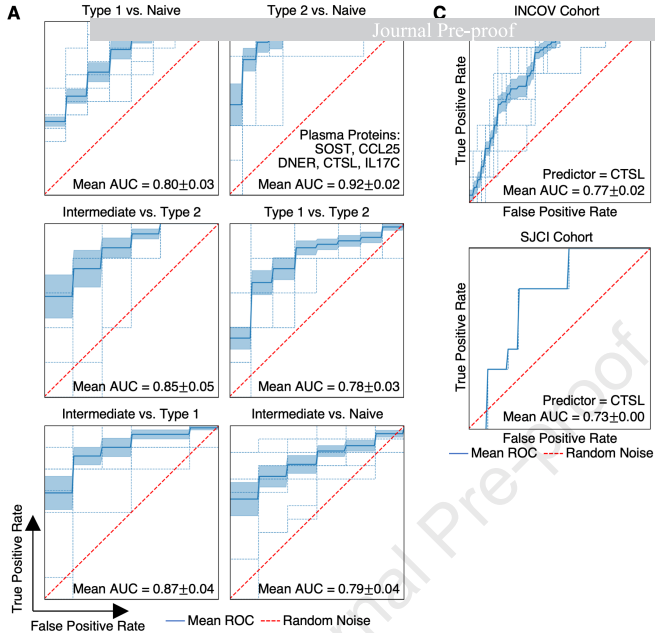 A
Type 1 vs. Naive
Mean AUC = 0.80±0.03
Type 2 vs. Naive
Plasma Proteins:
SOST, CCL25
DNER, CTSL, IL17C
Mean AUC = 0.92±0.02
Intermediate vs. Type 2
Mean AUC = 0.85±0.05
Type 1 vs. Type 2
Mean AUC = 0.78±0.03
Intermediate vs. Type 1
Mean AUC = 0.87±0.04
Intermediate vs. Naive
Mean AUC = 0.79±0.04
True Positive Rate
False Positive Rate
Mean ROC
Random Noise
Journal Pre-proof
C
INCOV Cohort
True Positive Rate
Predictor = CTSL
Mean AUC = 0.77±0.02
False Positive Rate
SJCI Cohort
True Positive Rate
Predictor = CTSL
Mean AUC = 0.73±0.00
False Positive Rate
Mean ROC
Random Noise
nal Pre-proof